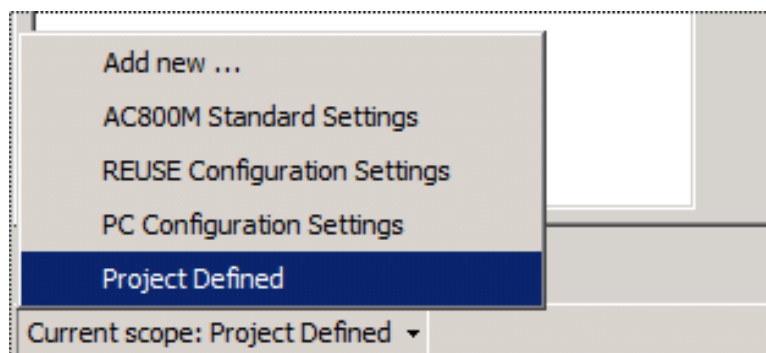 Add new ...
AC800M Standard Settings
REUSE Configuration Settings
PC Configuration Settings
Project Defined
Current scope: Project Defined